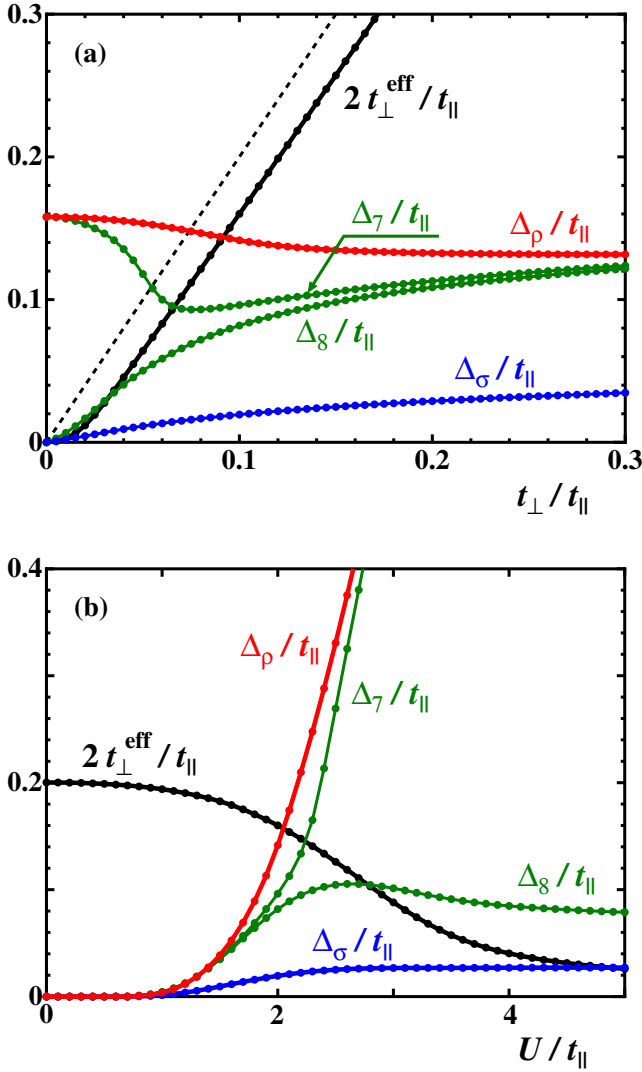 0.3
(a)
2 t⊥^eff / t∥
0.2
Δ7 / t∥
Δρ / t∥
0.1
Δ8 / t∥
Δσ / t∥
0
0 0.1 0.2 0.3
t⊥ / t∥
0.4
(b)
Δρ / t∥
Δ7 / t∥
2 t⊥^eff / t∥
0.2
Δ8 / t∥
Δσ / t∥
0
2 4
U / t∥